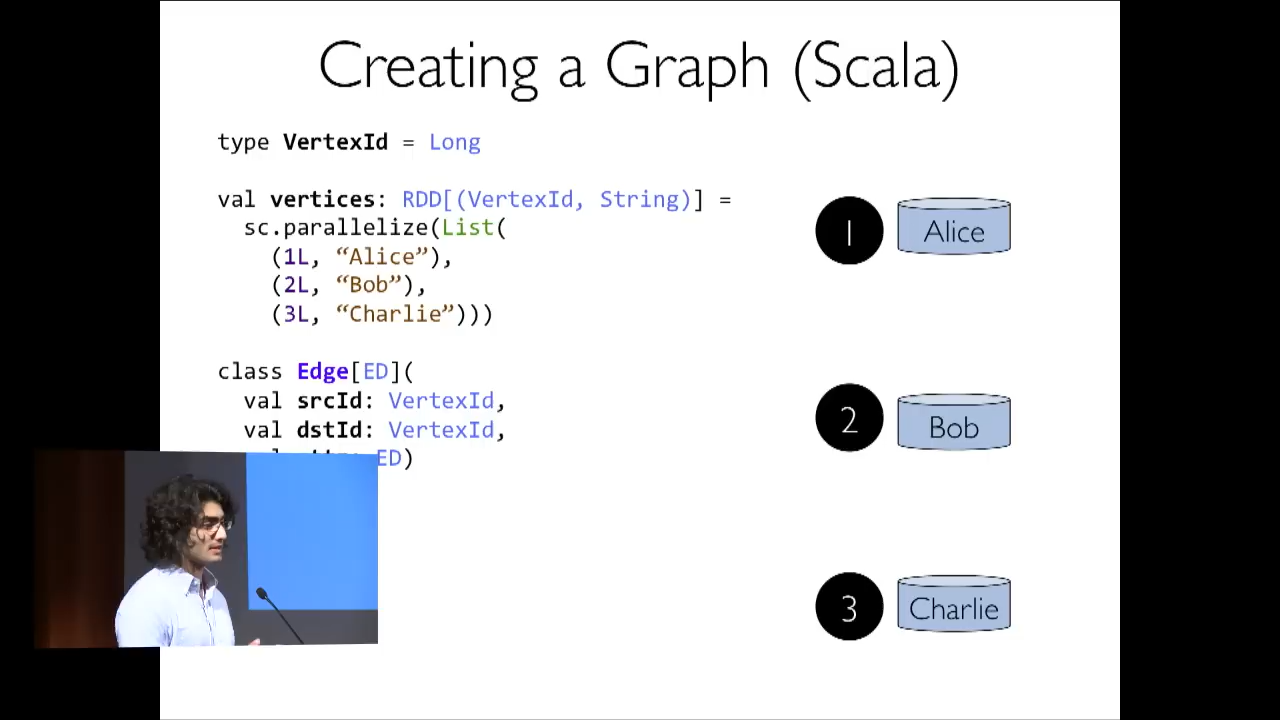 Creating a Graph (Scala)
type VertexId = Long
val vertices: RDD[(VertexId, String)] =
sc.parallelize(List(
(1L, “Alice”),
(2L, “Bob”),
(3L, “Charlie”)))
class Edge[ED](
val srcId: VertexId,
val dstId: VertexId,
ED)
1 Alice
2 Bob
3 Charlie